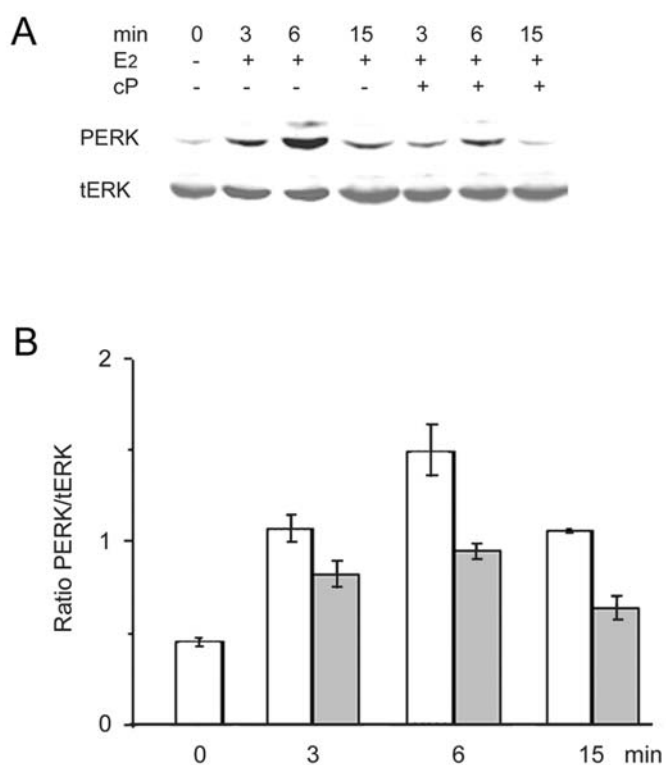 A
min 0 3 6 15 3 6 15
E2 - + + + + + +
cP - - - - + + +
PERK
tERK
B
2
1
0
Ratio PERK/tERK
0 3 6 15 min